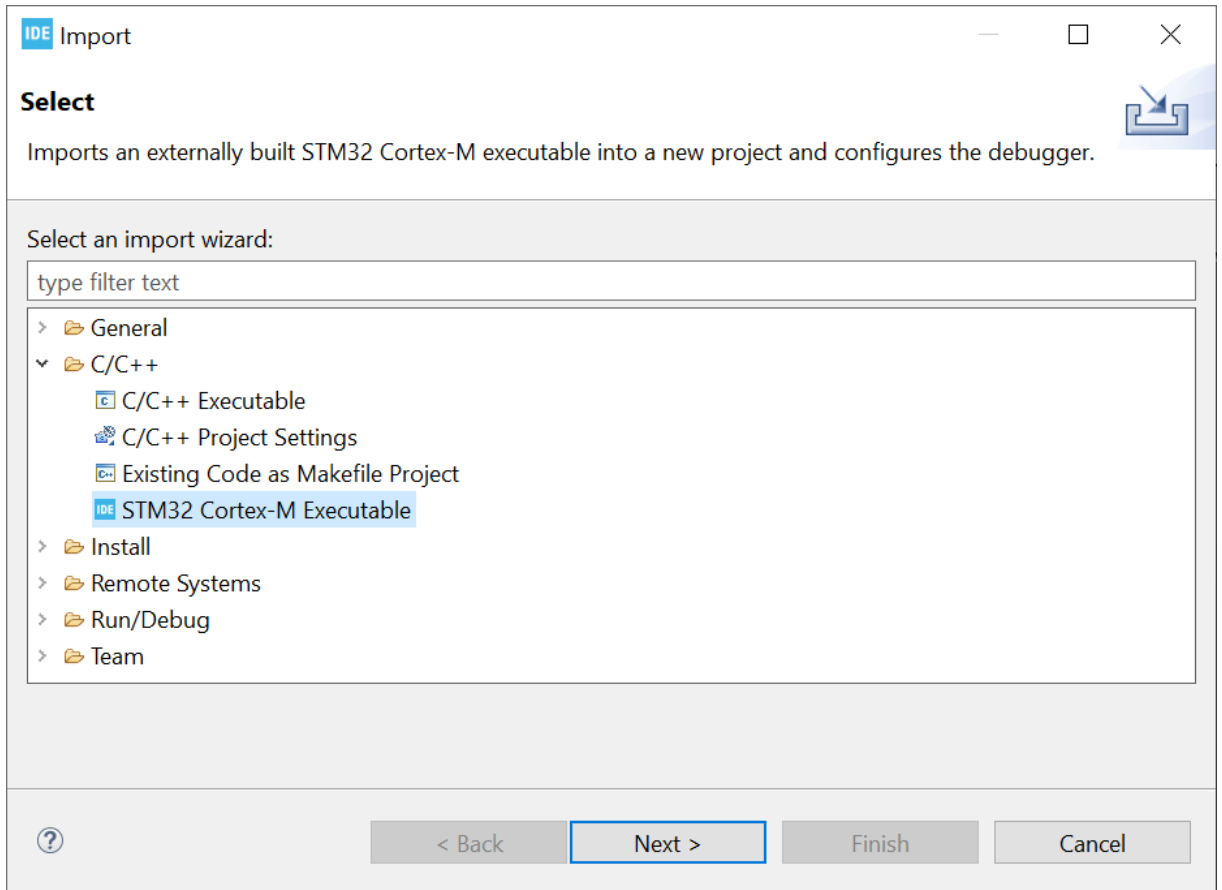 IDE Import
Select
Imports an externally built STM32 Cortex-M executable into a new project and configures the debugger.
Select an import wizard:
type filter text
General
C/C++
C C/C++ Executable
C/C++ Project Settings
C++ Existing Code as Makefile Project
IDE STM32 Cortex-M Executable
Install
Remote Systems
Run/Debug
Team
? < Back Next > Finish Cancel